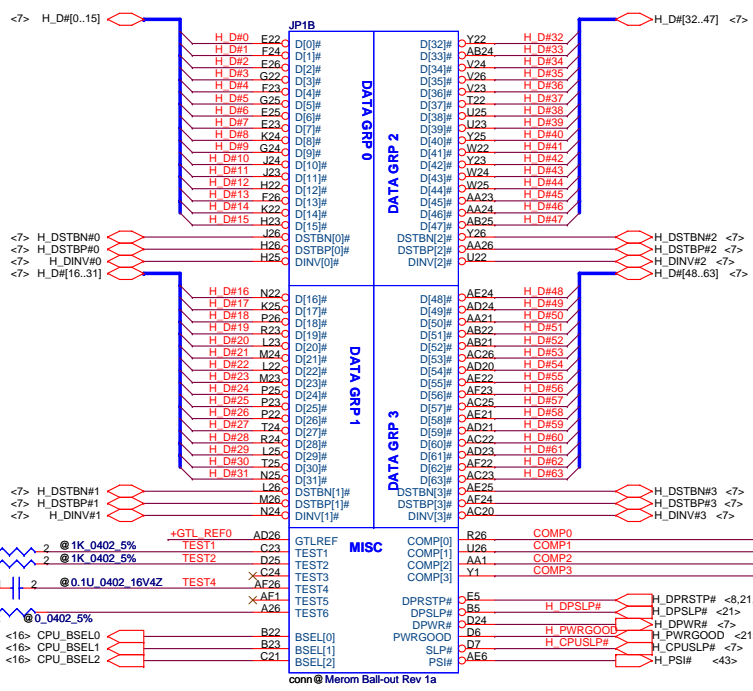 <7> H_D#[0..15] JP1B H_D#[32..47] <7>
H_D#0 E22 D[0]# D[32]# Y22 H_D#32
H_D#1 F24 D[1]# D[33]# AB24 H_D#33
H_D#2 E26 D[2]# D[34]# V24 H_D#34
H_D#3 G22 D[3]# D[35]# V26 H_D#35
H_D#4 F23 D[4]# D[36]# V23 H_D#36
H_D#5 G25 D[5]# D[37]# T22 H_D#37
H_D#6 E25 D[6]# D[38]# U25 H_D#38
H_D#7 E23 D[7]# D[39]# U23 H_D#39
H_D#8 K24 D[8]# D[40]# Y25 H_D#40
H_D#9 G24 D[9]# D[41]# W22 H_D#41
H_D#10 J24 D[10]# D[42]# Y23 H_D#42
H_D#11 J23 D[11]# D[43]# W24 H_D#43
H_D#12 H22 D[12]# D[44]# W25 H_D#44
H_D#13 F26 D[13]# D[45]# AA23 H_D#45
H_D#14 K22 D[14]# D[46]# AA24 H_D#46
H_D#15 H23 D[15]# D[47]# AB25 H_D#47
<7> H_DSTBN#0 J26 DSTBN[0]# DSTBN[2]# Y26 H_DSTBN#2 <7>
<7> H_DSTBP#0 H26 DSTBP[0]# DSTBP[2]# AA26 H_DSTBP#2 <7>
<7> H_DINV#0 H25 DINV[0]# DINV[2]# U22 H_DINV#2 <7>
DATA GRP 0
DATA GRP 2
<7> H_D#[16..31] H_D#[48..63] <7>
H_D#16 N22 D[16]# D[48]# AE24 H_D#48
H_D#17 K25 D[17]# D[49]# AD24 H_D#49
H_D#18 P26 D[18]# D[50]# AA21 H_D#50
H_D#19 R23 D[19]# D[51]# AB22 H_D#51
H_D#20 L23 D[20]# D[52]# AB21 H_D#52
H_D#21 M24 D[21]# D[53]# AC26 H_D#53
H_D#22 L22 D[22]# D[54]# AD20 H_D#54
H_D#23 M23 D[23]# D[55]# AE22 H_D#55
H_D#24 P25 D[24]# D[56]# AF23 H_D#56
H_D#25 P23 D[25]# D[57]# AC25 H_D#57
H_D#26 P22 D[26]# D[58]# AE21 H_D#58
H_D#27 T24 D[27]# D[59]# AD21 H_D#59
H_D#28 R24 D[28]# D[60]# AC22 H_D#60
H_D#29 L25 D[29]# D[61]# AD23 H_D#61
H_D#30 T25 D[30]# D[62]# AF22 H_D#62
H_D#31 N25 D[31]# D[63]# AC23 H_D#63
<7> H_DSTBN#1 L26 DSTBN[1]# DSTBN[3]# AE25 H_DSTBN#3 <7>
<7> H_DSTBP#1 M26 DSTBP[1]# DSTBP[3]# AF24 H_DSTBP#3 <7>
<7> H_DINV#1 N24 DINV[1]# DINV[3]# AC20 H_DINV#3 <7>
DATA GRP 1
DATA GRP 3
+GTL_REF0 AD26 GTLREF MISC COMP[0] R26 COMP0
2 @1K_0402_5% TEST1 C23 TEST1 COMP[1] U26 COMP1
2 @1K_0402_5% TEST2 D25 TEST2 COMP[2] AA1 COMP2
C24 TEST3 COMP[3] Y1 COMP3
1 2 @0.1U_0402_16V4Z TEST4 AF26 TEST4
AF1 TEST5 DPRSTP# E5 H_DPRSTP# <8,21
A26 TEST6 DPSLP# B5 H_DPSLP# H_DPSLP# <21>
@0_0402_5% DPWR# D24 H_DPWR# <7>
<16> CPU_BSEL0 B22 BSEL[0] PWRGOOD D6 H_PWRGOOD H_PWRGOOD <21
<16> CPU_BSEL1 B23 BSEL[1] SLP# D7 H_CPUSLP# H_CPUSLP# <7>
<16> CPU_BSEL2 C21 BSEL[2] PSI# AE6 H_PSI# <43>
conn@Merom Ball-out Rev 1a